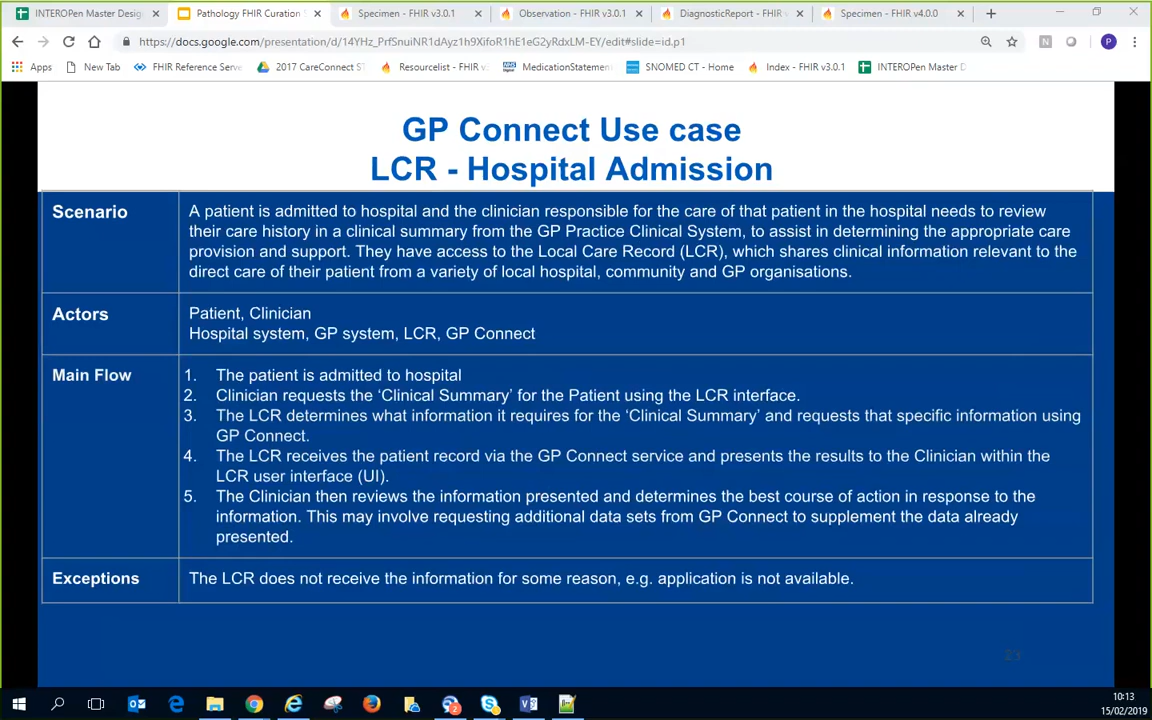 INTEROPen Master Desig
Pathology FHIR Curation S
Specimen - FHIR v3.0.1
Observation - FHIR v3.0.1
DiagnosticReport - FHIR v
Specimen - FHIR v4.0.0
https://docs.google.com/presentation/d/14YHz_PrfSnuiNR1dAyz1h9XifoR1hE1eG2yRdxLM-EY/edit#slide=id.p1
N
P
Apps
New Tab
FHIR Reference Serve
2017 CareConnect ST
Resourcelist - FHIR v
MedicationStatemen
SNOMED CT - Home
Index - FHIR v3.0.1
INTEROPen Master D
GP Connect Use case
LCR - Hospital Admission
Scenario
A patient is admitted to hospital and the clinician responsible for the care of that patient in the hospital needs to review
their care history in a clinical summary from the GP Practice Clinical System, to assist in determining the appropriate care
provision and support. They have access to the Local Care Record (LCR), which shares clinical information relevant to the
direct care of their patient from a variety of local hospital, community and GP organisations.
Actors
Patient, Clinician
Hospital system, GP system, LCR, GP Connect
Main Flow
1. The patient is admitted to hospital
2. Clinician requests the ‘Clinical Summary’ for the Patient using the LCR interface.
3. The LCR determines what information it requires for the ‘Clinical Summary’ and requests that specific information using
GP Connect.
4. The LCR receives the patient record via the GP Connect service and presents the results to the Clinician within the
LCR user interface (UI).
5. The Clinician then reviews the information presented and determines the best course of action in response to the
information. This may involve requesting additional data sets from GP Connect to supplement the data already
presented.
Exceptions
The LCR does not receive the information for some reason, e.g. application is not available.
10:13
15/02/2019